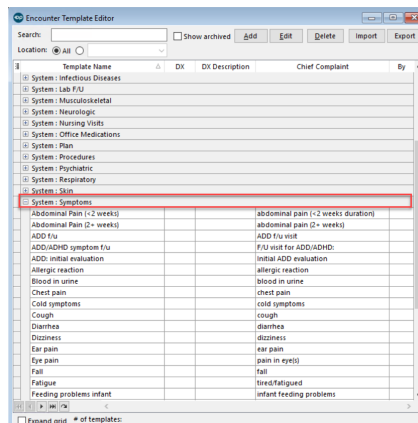 Encounter Template Editor
Search: Show archived Add Edit Delete Import Export
Location: All
Template Name DX DX Description Chief Complaint By
System : Infectious Diseases
System : Lab F/U
System : Musculoskeletal
System : Neurologic
System : Nursing Visits
System : Office Medications
System : Plan
System : Procedures
System : Psychiatric
System : Respiratory
System : Skin
System : Symptoms
Abdominal Pain (<2 weeks) abdominal pain (<2 weeks duration)
Abdominal Pain (2+ weeks) abdominal pain (2+ weeks)
ADD f/u ADD f/u visit
ADD/ADHD symptom f/u F/U visit for ADD/ADHD:
ADD: initial evaluation Initial ADD evaluation
Allergic reaction allergic reaction
Blood in urine blood in urine
Chest pain chest pain
Cold symptoms cold symptoms
Cough cough
Diarrhea diarrhea
Dizziness dizziness
Ear pain ear pain
Eye pain pain in eye(s)
Fall fall
Fatigue tired/fatigued
Feeding problems infant infant feeding problems
Expand grid # of templates: